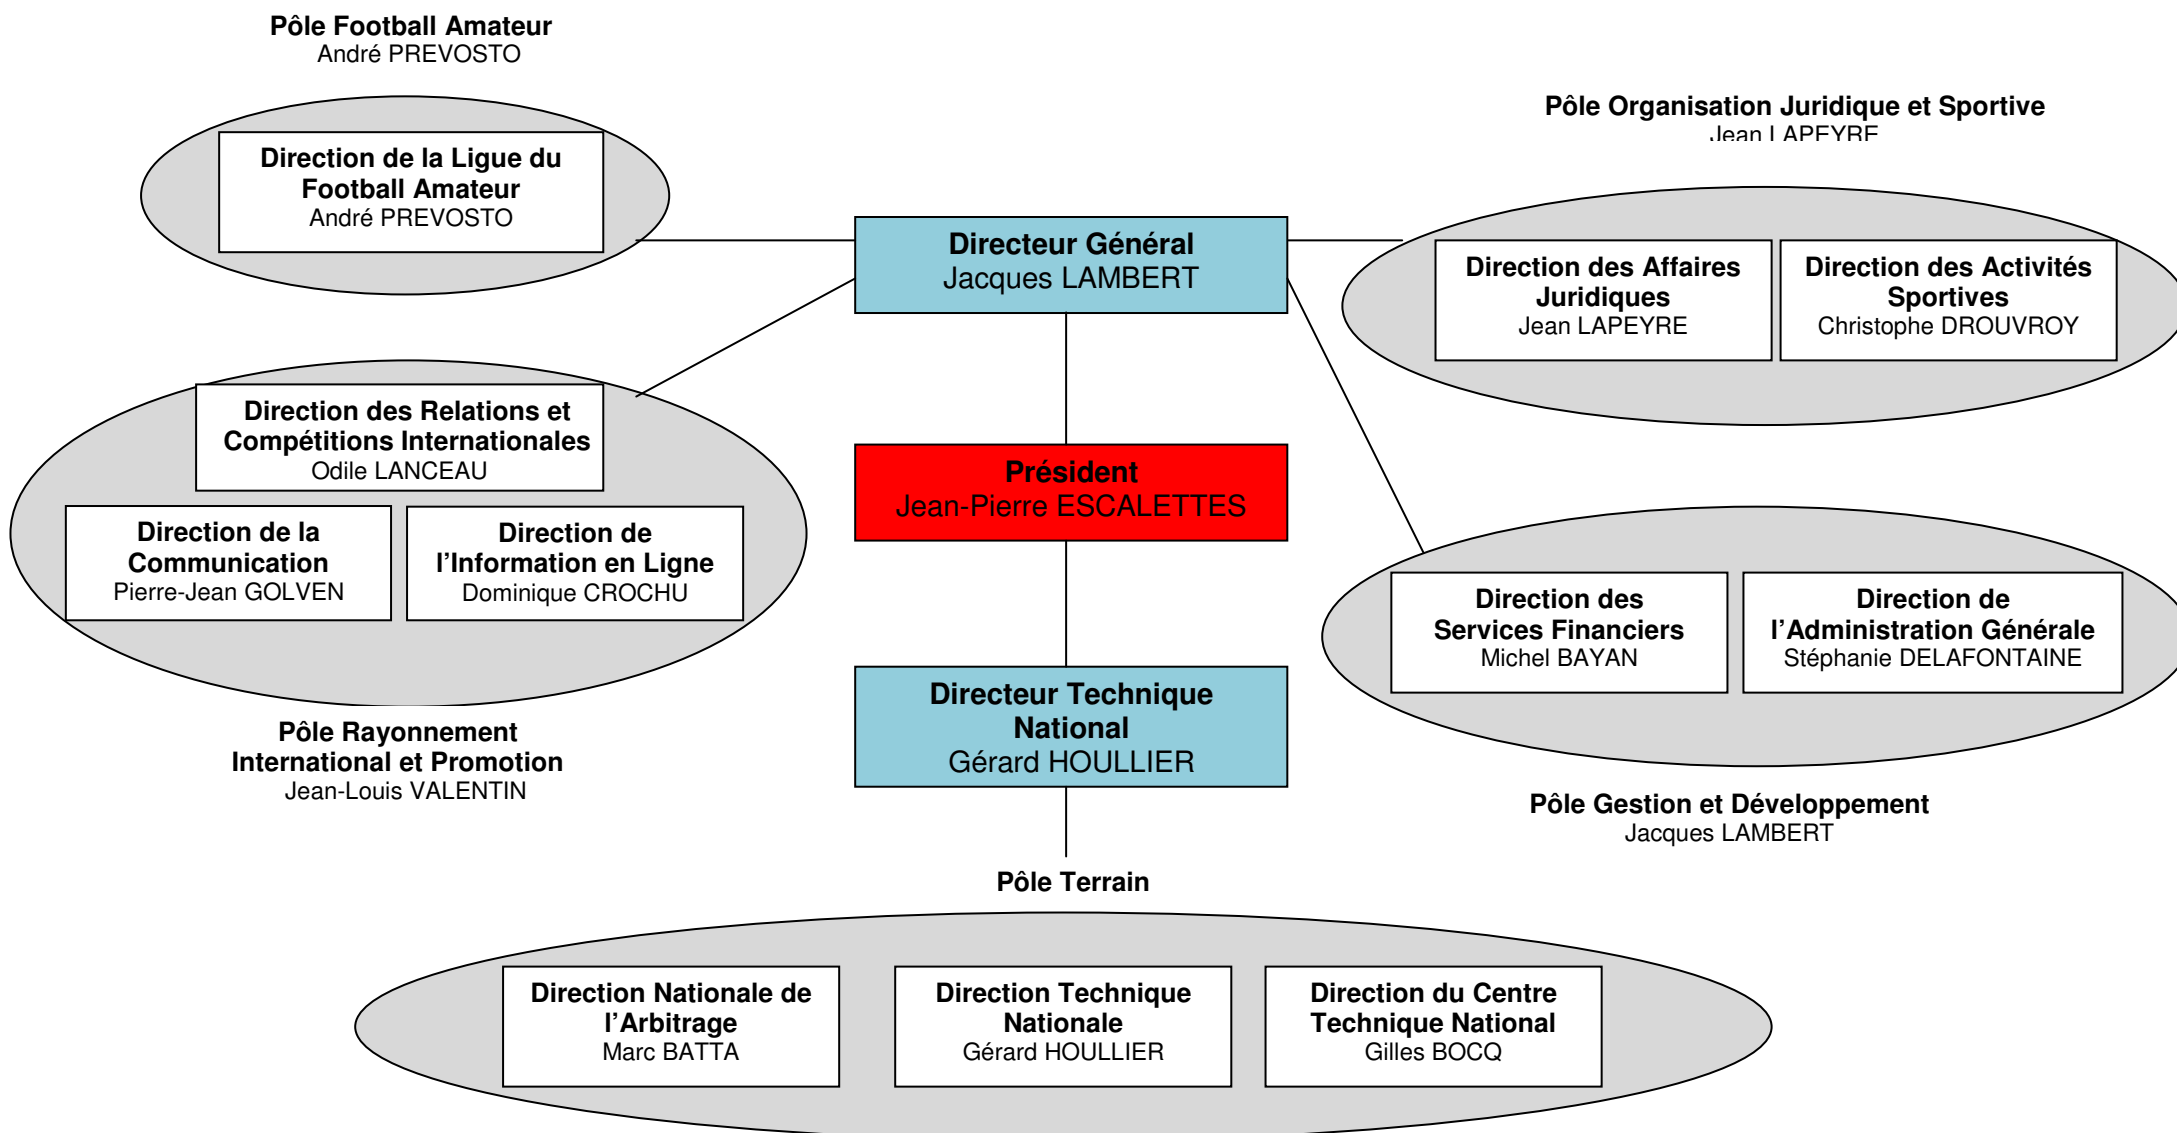 Pôle Football Amateur
André PREVOSTO
Direction de la Ligue du
Football Amateur
André PREVOSTO
Pôle Organisation Juridique et Sportive
Jean LAPEYRE
Direction des Affaires
Juridiques
Jean LAPEYRE
Direction des Activités
Sportives
Christophe DROUVROY
Directeur Général
Jacques LAMBERT
Direction des Relations et
Compétitions Internationales
Odile LANCEAU
Direction de la
Communication
Pierre-Jean GOLVEN
Direction de
l'Information en Ligne
Dominique CROCHU
Pôle Rayonnement
International et Promotion
Jean-Louis VALENTIN
Président
Jean-Pierre ESCALETTES
Directeur Technique
National
Gérard HOULLIER
Direction des
Services Financiers
Michel BAYAN
Direction de
l'Administration Générale
Stéphanie DELAFONTAINE
Pôle Gestion et Développement
Jacques LAMBERT
Pôle Terrain
Direction Nationale de
l'Arbitrage
Marc BATTA
Direction Technique
Nationale
Gérard HOULLIER
Direction du Centre
Technique National
Gilles BOCQ